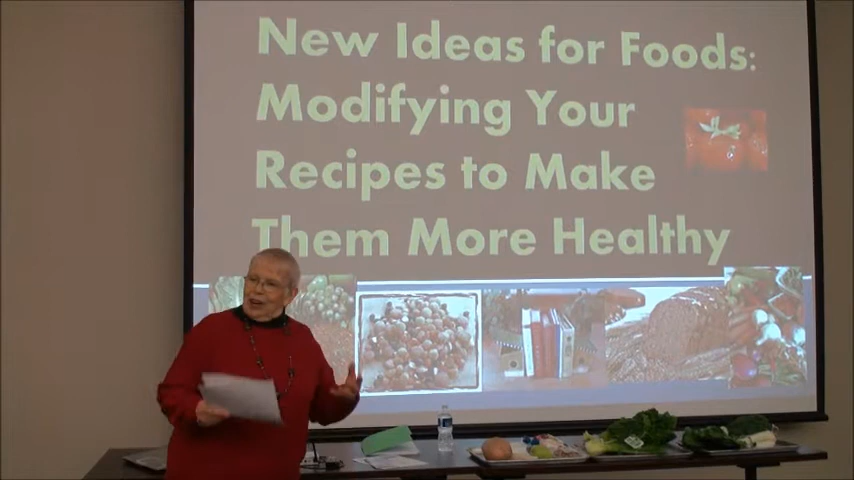 New Ideas for Foods:
Modifying Your
Recipes to Make
Them More Healthy